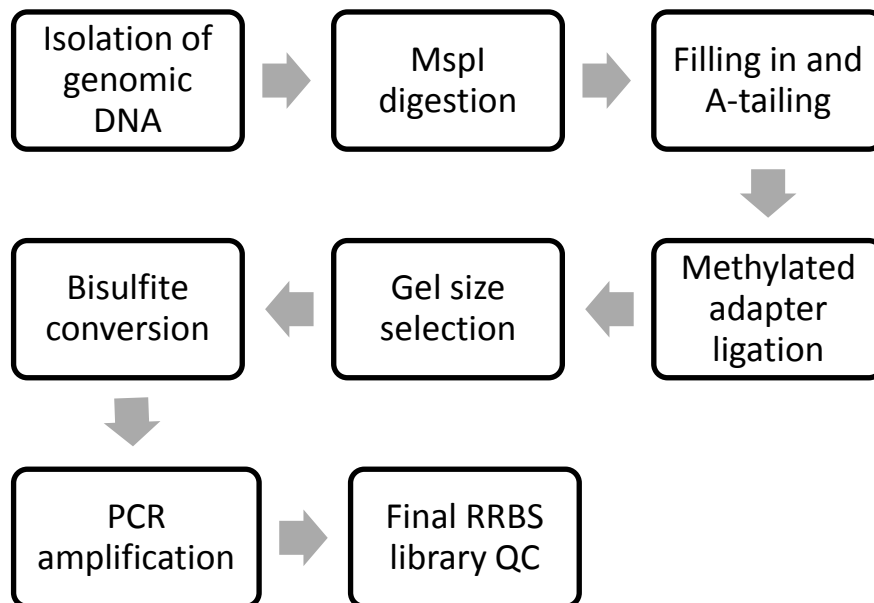 Isolation of
genomic
DNA
MspI
digestion
Filling in and
A-tailing
Methylated
adapter
ligation
Gel size
selection
Bisulfite
conversion
PCR
amplification
Final RRBS
library QC